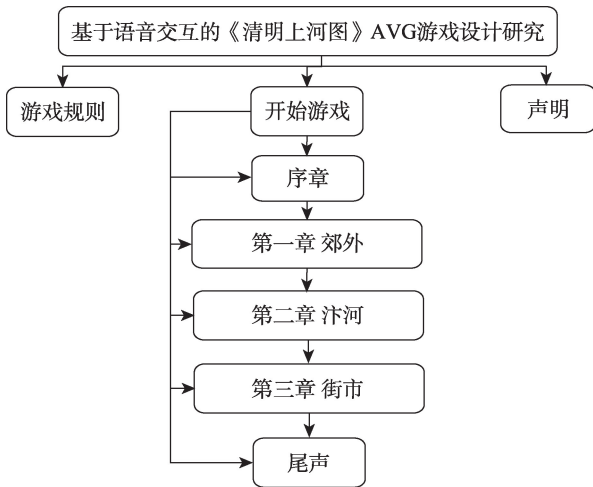 基于语音交互的《清明上河图》AVG游戏设计研究
游戏规则
开始游戏
声明
序章
第一章 郊外
第二章 汴河
第三章 街市
尾声